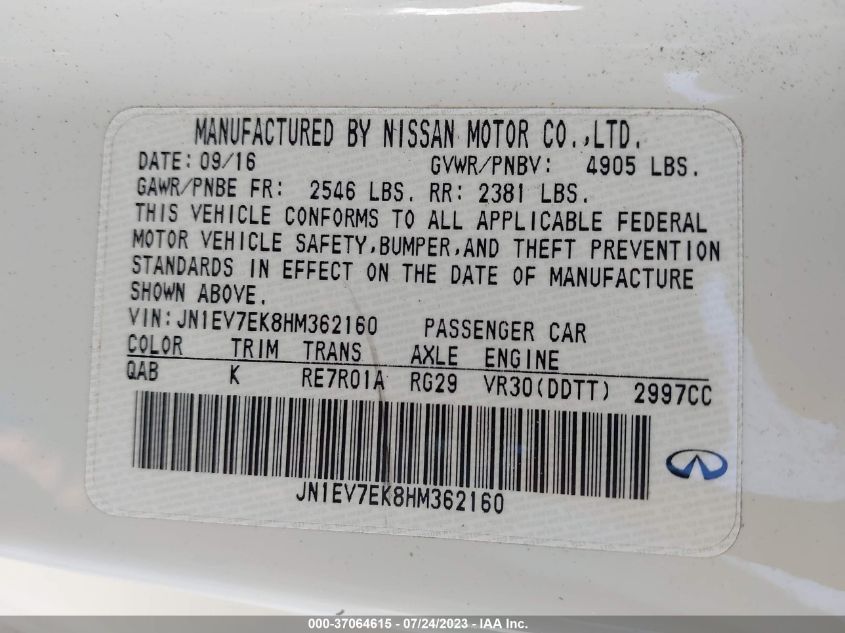 MANUFACTURED BY NISSAN MOTOR CO.,LTD.
DATE: 09/16 GVWR/PNBV: 4905 LBS.
GAWR/PNBE FR: 2546 LBS. RR: 2381 LBS.
THIS VEHICLE CONFORMS TO ALL APPLICABLE FEDERAL
MOTOR VEHICLE SAFETY,BUMPER,AND THEFT PREVENTION
STANDARDS IN EFFECT ON THE DATE OF MANUFACTURE
SHOWN ABOVE.
VIN: JN1EV7EK8HM362160 PASSENGER CAR
COLOR TRIM TRANS AXLE ENGINE
QAB K RE7R01A RG29 VR30(DDTT) 2997CC
JN1EV7EK8HM362160
000-37064615 - 07/24/2023 - IAA Inc.